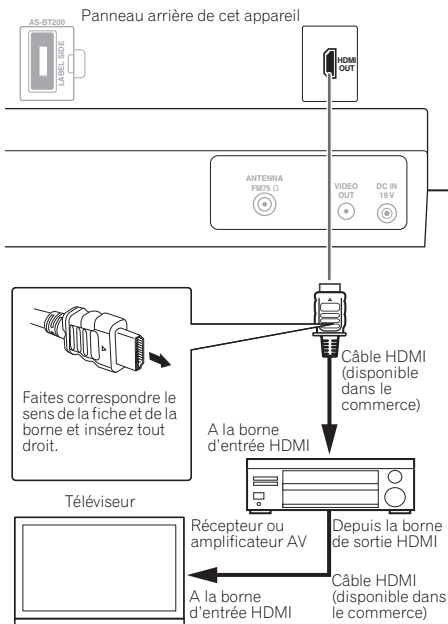 Panneau arrière de cet appareil
AS-BT200
LABEL SIDE
HDMI
OUT
ANTENNA
FM75 Ω
VIDEO
OUT
DC IN
19 V
Faites correspondre le
sens de la fiche et de la
borne et insérez tout
droit.
Câble HDMI
(disponible
dans le
commerce)
A la borne
d'entrée HDMI
Téléviseur
Récepteur ou
amplificateur AV
Depuis la borne
de sortie HDMI
A la borne
d'entrée HDMI
Câble HDMI
(disponible dans
le commerce)